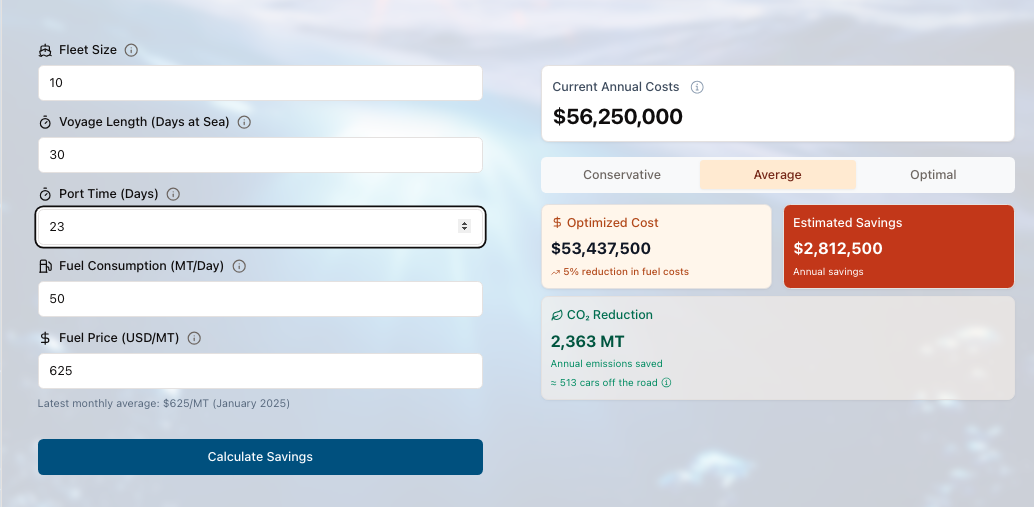 Fleet Size
10
Voyage Length (Days at Sea)
30
Port Time (Days)
23
Fuel Consumption (MT/Day)
50
Fuel Price (USD/MT)
625
Latest monthly average: $625/MT (January 2025)
Calculate Savings
Current Annual Costs
$56,250,000
Conservative Average Optimal
$ Optimized Cost
$53,437,500
5% reduction in fuel costs
Estimated Savings
$2,812,500
Annual savings
CO₂ Reduction
2,363 MT
Annual emissions saved
≈ 513 cars off the road